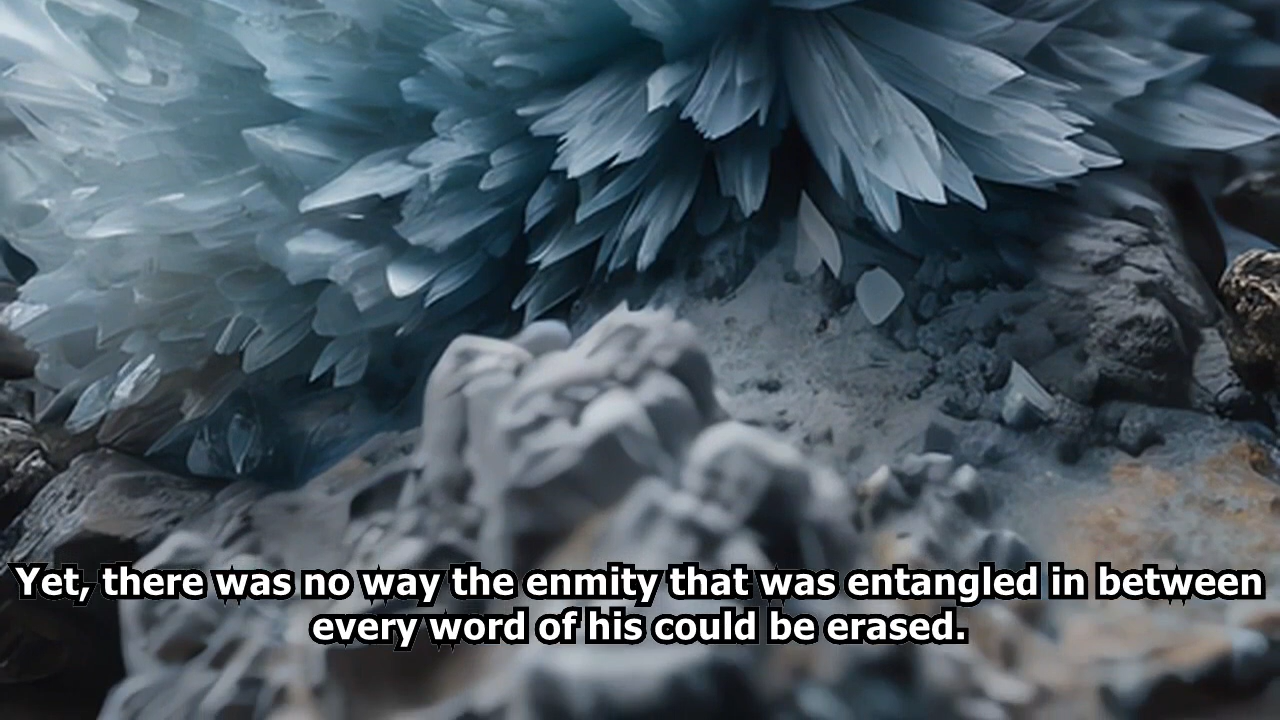 Yet, there was no way the enmity that was entangled in between
every word of his could be erased.